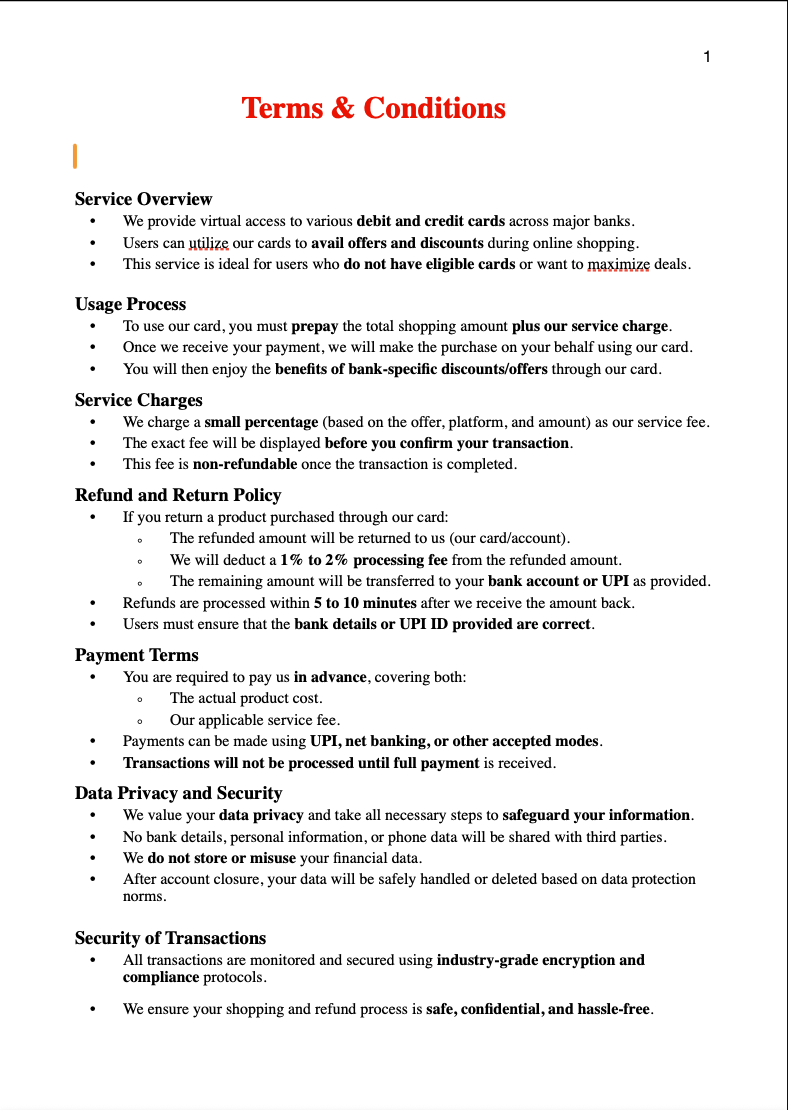 1
Terms & Conditions
Service Overview
• We provide virtual access to various debit and credit cards across major banks.
• Users can utilize our cards to avail offers and discounts during online shopping.
• This service is ideal for users who do not have eligible cards or want to maximize deals.
Usage Process
• To use our card, you must prepay the total shopping amount plus our service charge.
• Once we receive your payment, we will make the purchase on your behalf using our card.
• You will then enjoy the benefits of bank-specific discounts/offers through our card.
Service Charges
• We charge a small percentage (based on the offer, platform, and amount) as our service fee.
• The exact fee will be displayed before you confirm your transaction.
• This fee is non-refundable once the transaction is completed.
Refund and Return Policy
• If you return a product purchased through our card:
◦ The refunded amount will be returned to us (our card/account).
◦ We will deduct a 1% to 2% processing fee from the refunded amount.
◦ The remaining amount will be transferred to your bank account or UPI as provided.
• Refunds are processed within 5 to 10 minutes after we receive the amount back.
• Users must ensure that the bank details or UPI ID provided are correct.
Payment Terms
• You are required to pay us in advance, covering both:
◦ The actual product cost.
◦ Our applicable service fee.
• Payments can be made using UPI, net banking, or other accepted modes.
• Transactions will not be processed until full payment is received.
Data Privacy and Security
• We value your data privacy and take all necessary steps to safeguard your information.
• No bank details, personal information, or phone data will be shared with third parties.
• We do not store or misuse your financial data.
• After account closure, your data will be safely handled or deleted based on data protection
norms.
Security of Transactions
• All transactions are monitored and secured using industry-grade encryption and
compliance protocols.
• We ensure your shopping and refund process is safe, confidential, and hassle-free.